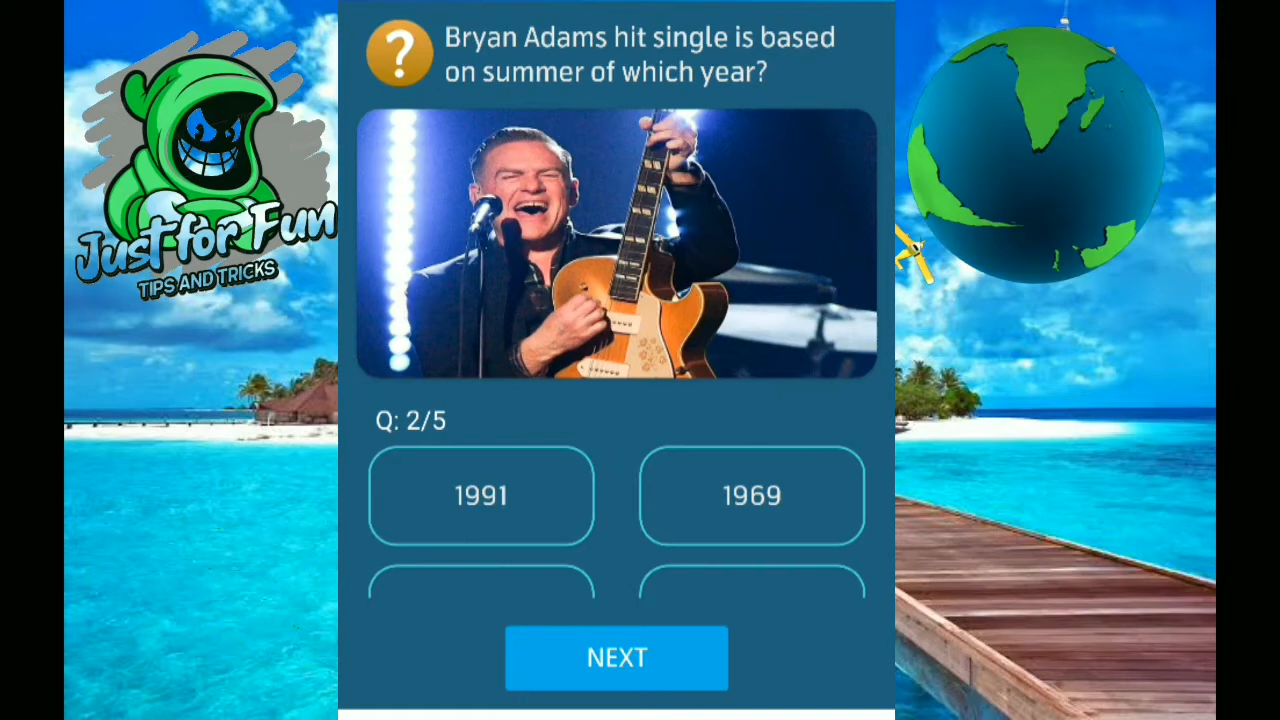 Bryan Adams hit single is based
on summer of which year?
Just for Fun
TIPS AND TRICKS
Q: 2/5
1991
1969
NEXT